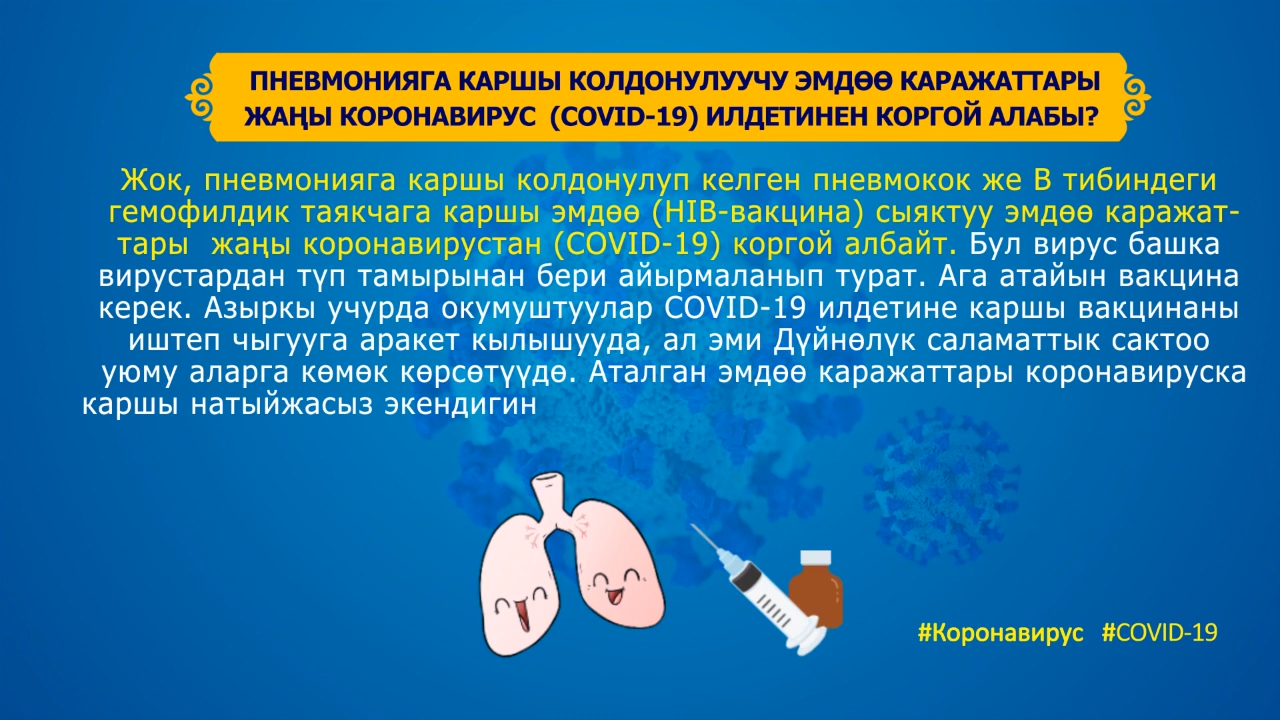 ПНЕВМОНИЯГА КАРШЫ КОЛДОНУЛУУЧУ ЭМДӨӨ КАРАЖАТТАРЫ
ЖАҢЫ КОРОНАВИРУС (COVID-19) ИЛДЕТИНЕН КОРГОЙ АЛАБЫ?
Жок, пневмонияга каршы колдонулуп келген пневмокок же В тибиндеги
гемофилдик таякчага каршы эмдөө (HIB-вакцина) сыяктуу эмдөө каражат-
тары жаңы коронавирустан (COVID-19) коргой албайт. Бул вирус башка
вирустардан түп тамырынан бери айырмаланып турат. Ага атайын вакцина
керек. Азыркы учурда окумуштуулар COVID-19 илдетине каршы вакцинаны
иштеп чыгууга аракет кылышууда, ал эми Дүйнөлүк саламаттык сактоо
уюму аларга көмөк көрсөтүүдө. Аталган эмдөө каражаттары коронавируска
каршы натыйжасыз экендигин
#Коронавирус #COVID-19